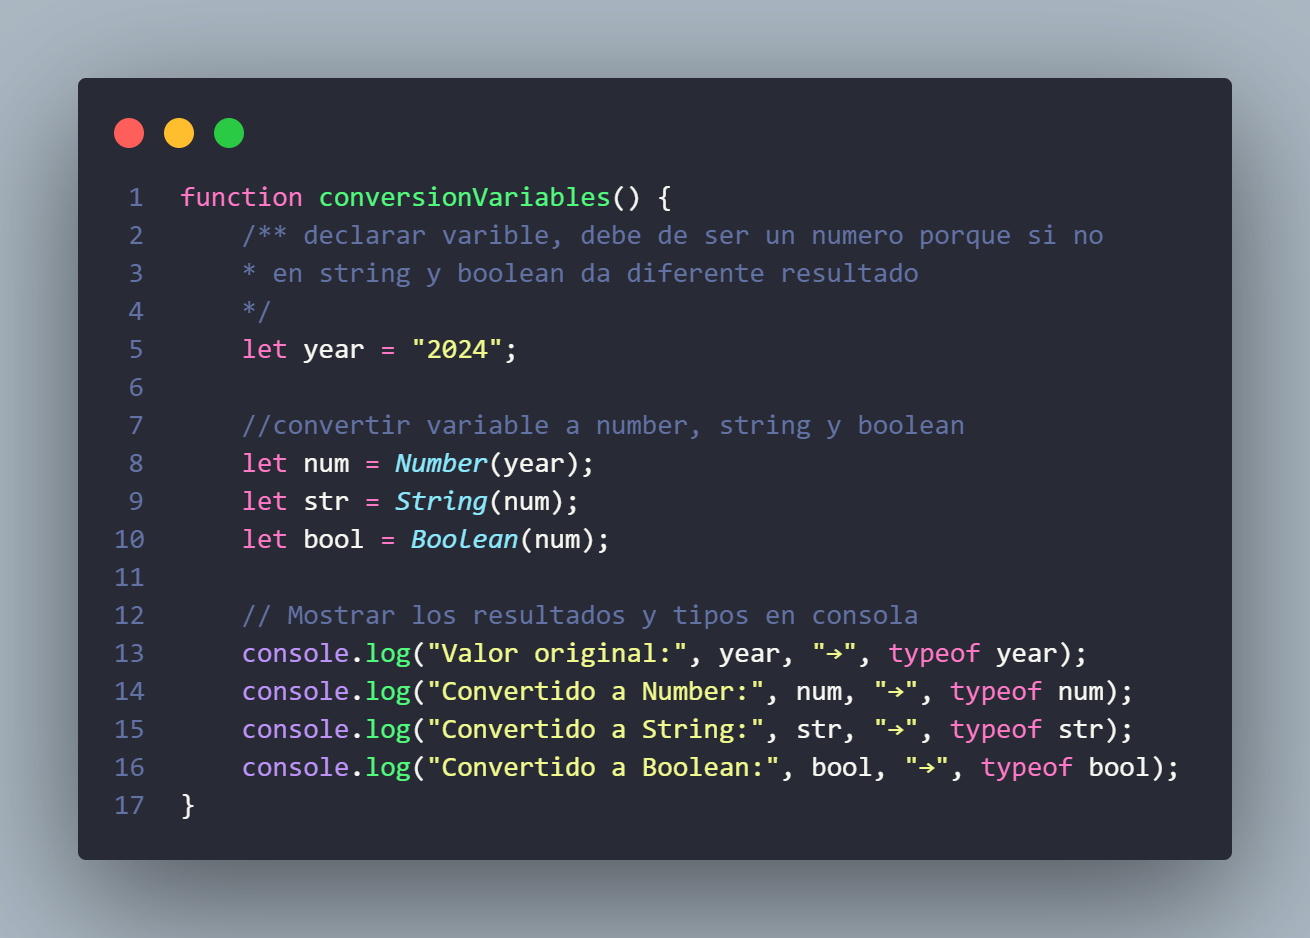 1 function conversionVariables() {
2 /** declarar varible, debe de ser un numero porque si no
3 * en string y boolean da diferente resultado
4 */
5 let year = "2024";
6
7 //convertir variable a number, string y boolean
8 let num = Number(year);
9 let str = String(num);
10 let bool = Boolean(num);
11
12 // Mostrar los resultados y tipos en consola
13 console.log("Valor original:", year, "→", typeof year);
14 console.log("Convertido a Number:", num, "→", typeof num);
15 console.log("Convertido a String:", str, "→", typeof str);
16 console.log("Convertido a Boolean:", bool, "→", typeof bool);
17 }